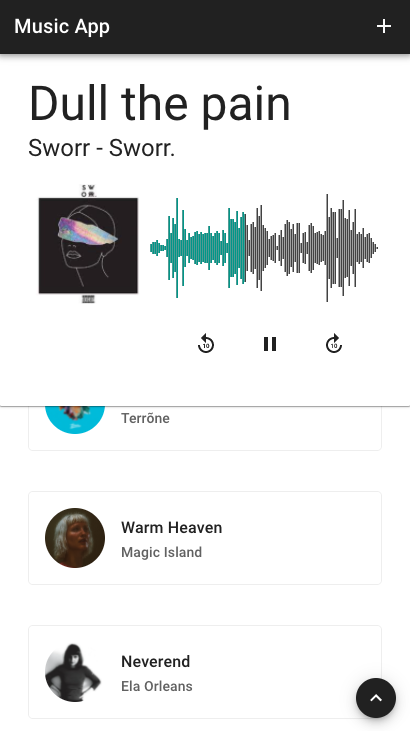 Music App
Dull the pain
Sworr - Sworr.
S W
O R.
10
10
Terrõne
Warm Heaven
Magic Island
Neverend
Ela Orleans